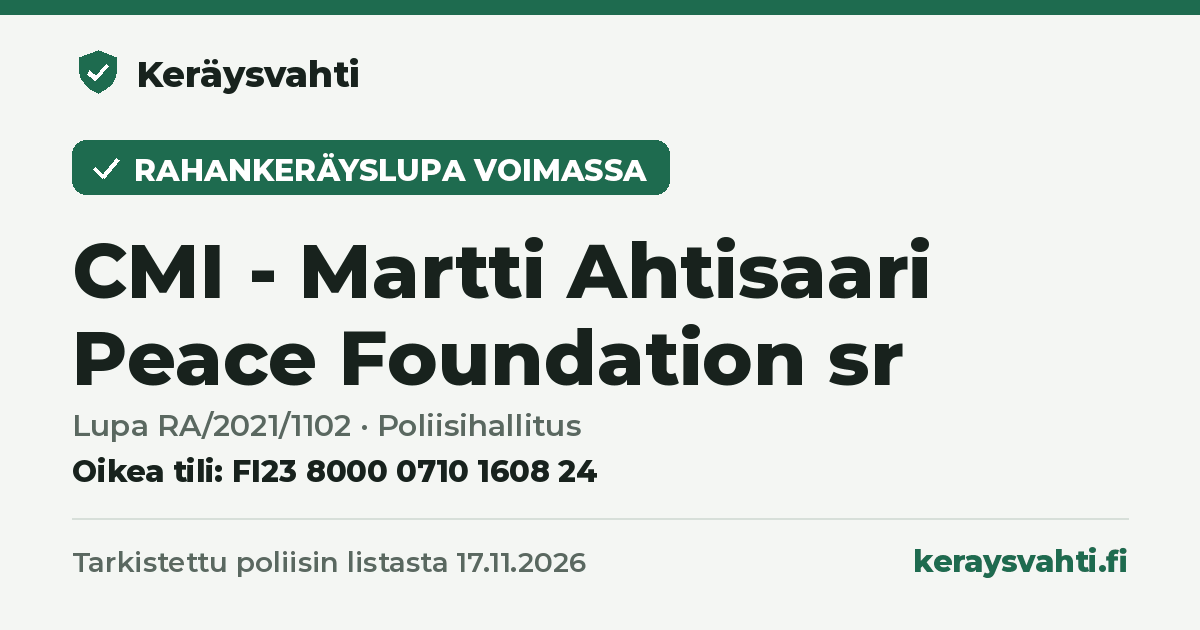 Keräysvahti
RAHANKERÄYSLUPA VOIMASSA
CMI - Martti Ahtisaari
Peace Foundation sr
Lupa RA/2021/1102 · Poliisihallitus
Oikea tili: FI23 8000 0710 1608 24
Tarkistettu poliisin listasta 17.11.2026
keraysvahti.fi